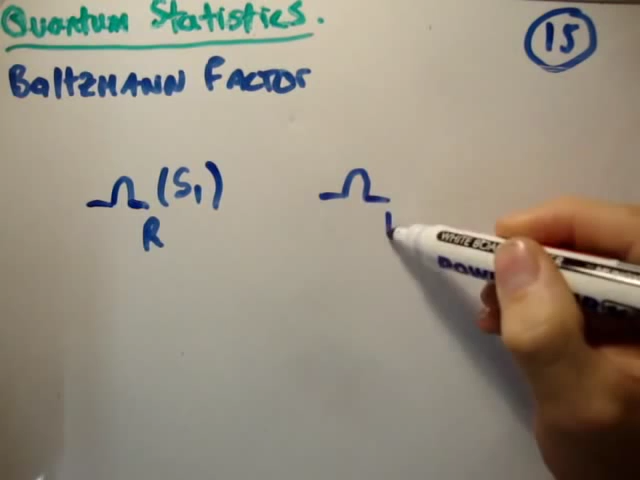 Quantum Statistics.
15
Boltzmann Factor
Ω (S₁) Ω
R
WHITE BOARD